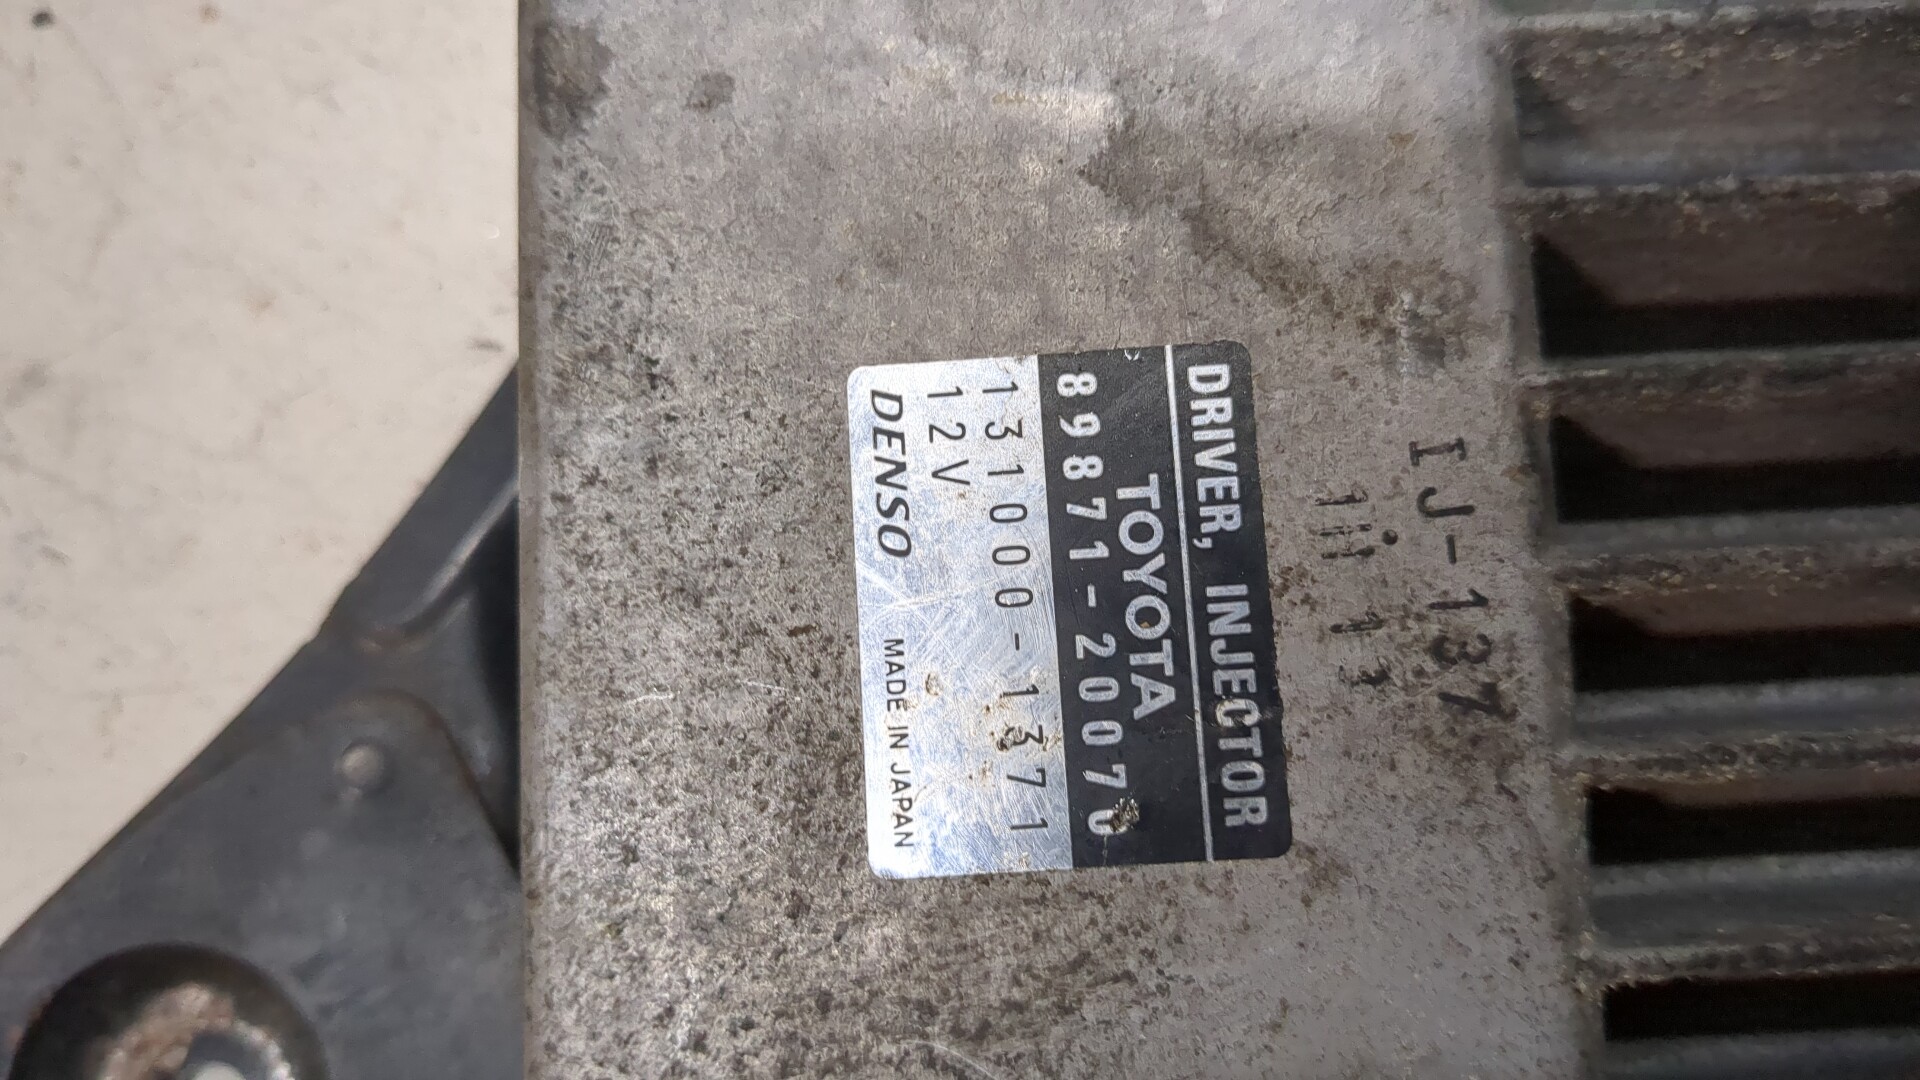 IJ-137
DRIVER, INJECTOR
TOYOTA
89871-20070
131000-1371
12V
DENSO MADE IN JAPAN